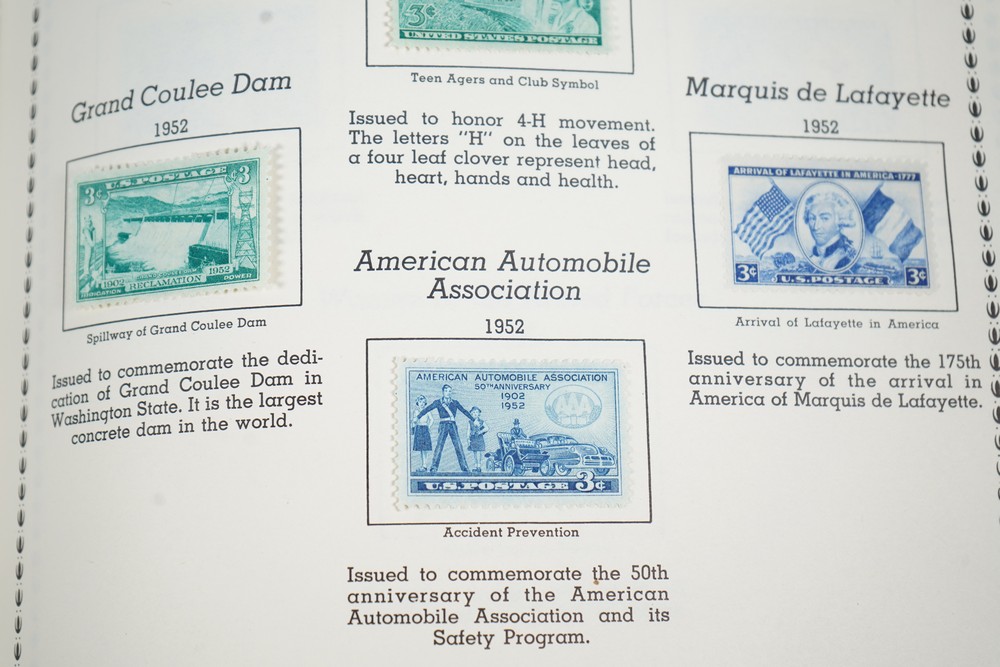 3¢
UNITED STATES POSTAGE
Teen Agers and Club Symbol
Issued to honor 4-H movement.
The letters "H" on the leaves of
a four leaf clover represent head,
heart, hands and health.
Grand Coulee Dam
1952
3¢ U.S. POSTAGE ¢3
1902 1952
IRRIGATION RECLAMATION POWER
Spillway of Grand Coulee Dam
Issued to commemorate the dedi-
cation of Grand Coulee Dam in
Washington State. It is the largest
concrete dam in the world.
American Automobile
Association
1952
AMERICAN AUTOMOBILE ASSOCIATION
50TH ANNIVERSARY
1902
1952
AAA
U.S. POSTAGE 3¢
Accident Prevention
Issued to commemorate the 50th
anniversary of the American
Automobile Association and its
Safety Program.
Marquis de Lafayette
1952
ARRIVAL OF LAFAYETTE IN AMERICA-1777
3¢ U.S. POSTAGE 3¢
Arrival of Lafayette in America
Issued to commemorate the 175th
anniversary of the arrival in
America of Marquis de Lafayette.